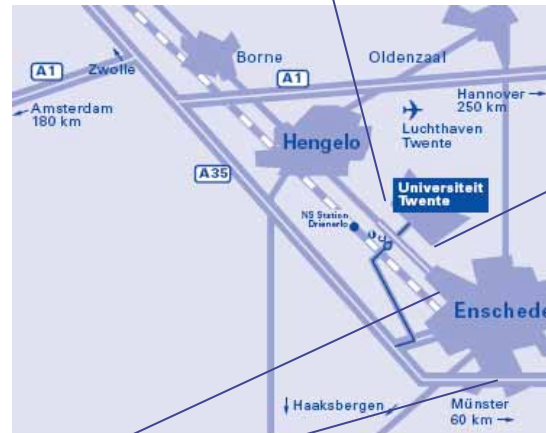 Borne
Oldenzaal
A1
Zwolle
A1
Hannover
250 km
Amsterdam
180 km
Luchthaven
Twente
Hengelo
A35
Universiteit
Twente
NS Station
Drienerlo
Enschede
Haaksbergen
Münster
60 km